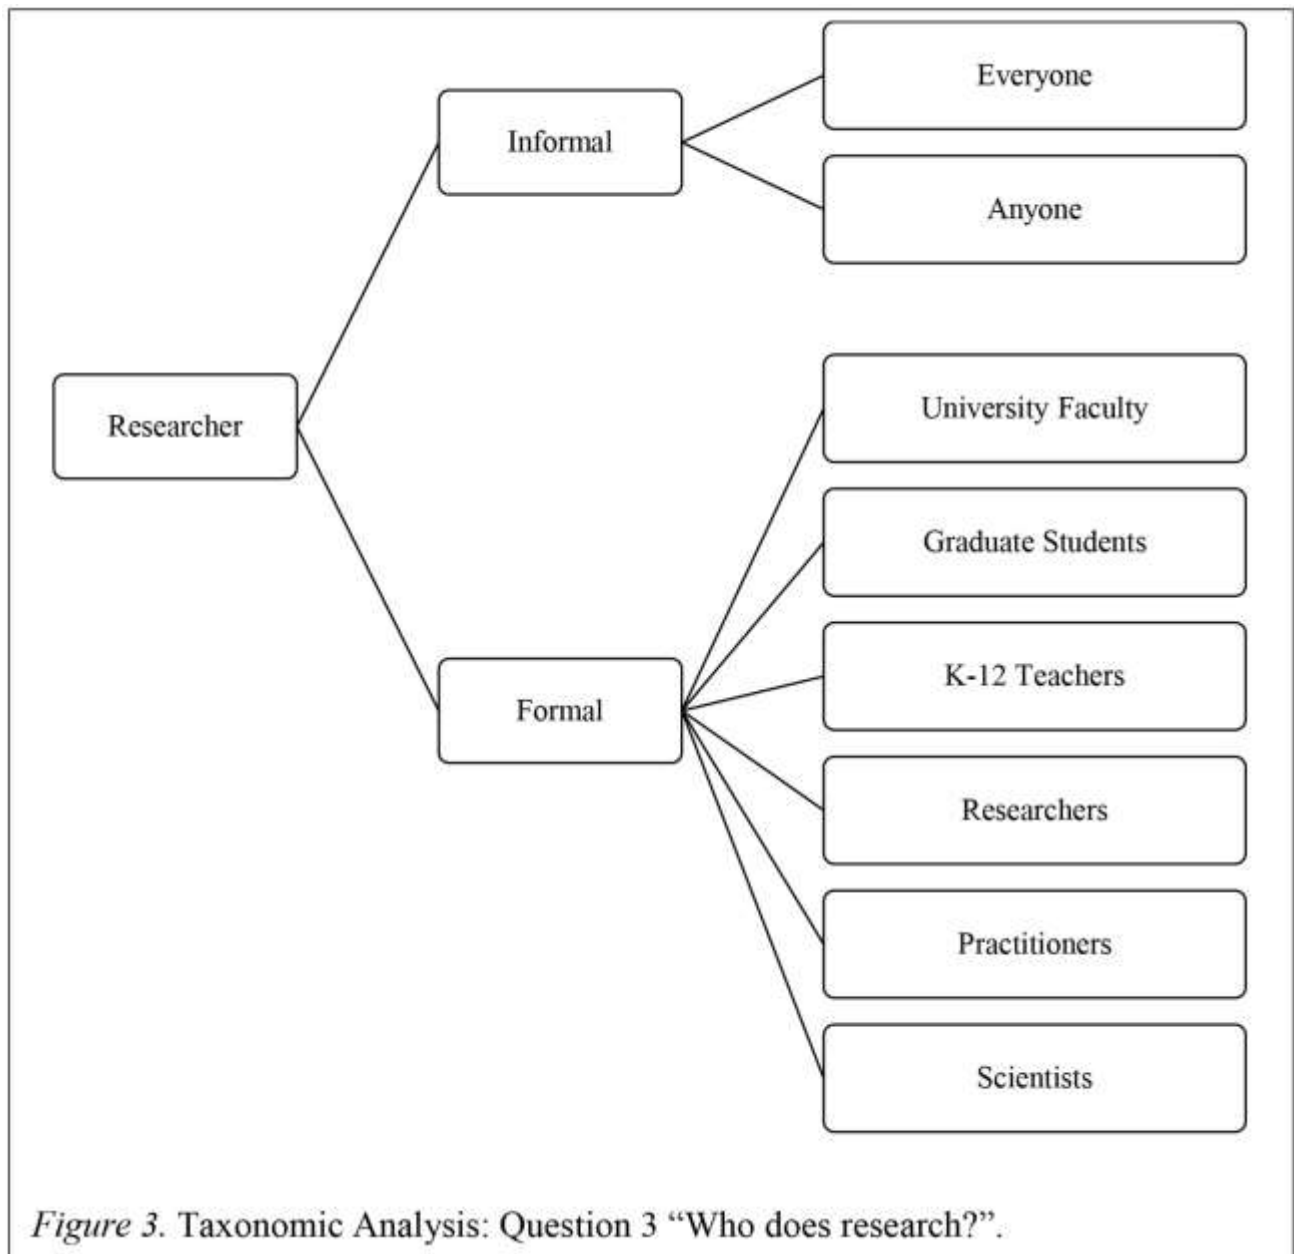 Everyone
Informal
Anyone
Researcher
University Faculty
Graduate Students
K-12 Teachers
Formal
Researchers
Practitioners
Scientists
Figure 3. Taxonomic Analysis: Question 3 “Who does research?”.